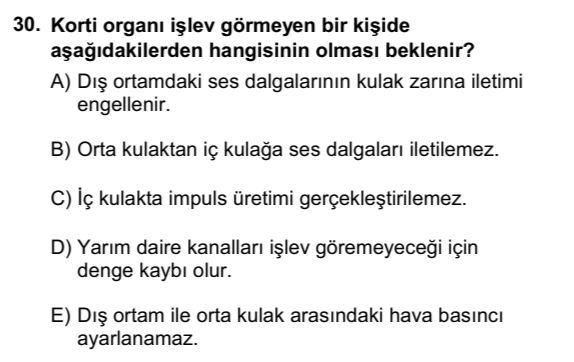 30. Korti organı işlev görmeyen bir kişide
aşağıdakilerden hangisinin olması beklenir?
A) Dış ortamdaki ses dalgalarının kulak zarına iletimi
engellenir.
B) Orta kulaktan iç kulağa ses dalgaları iletilemez.
C) İç kulakta impuls üretimi gerçekleştirilemez.
D) Yarım daire kanalları işlev göremeyeceği için
denge kaybı olur.
E) Dış ortam ile orta kulak arasındaki hava basıncı
ayarlanamaz.